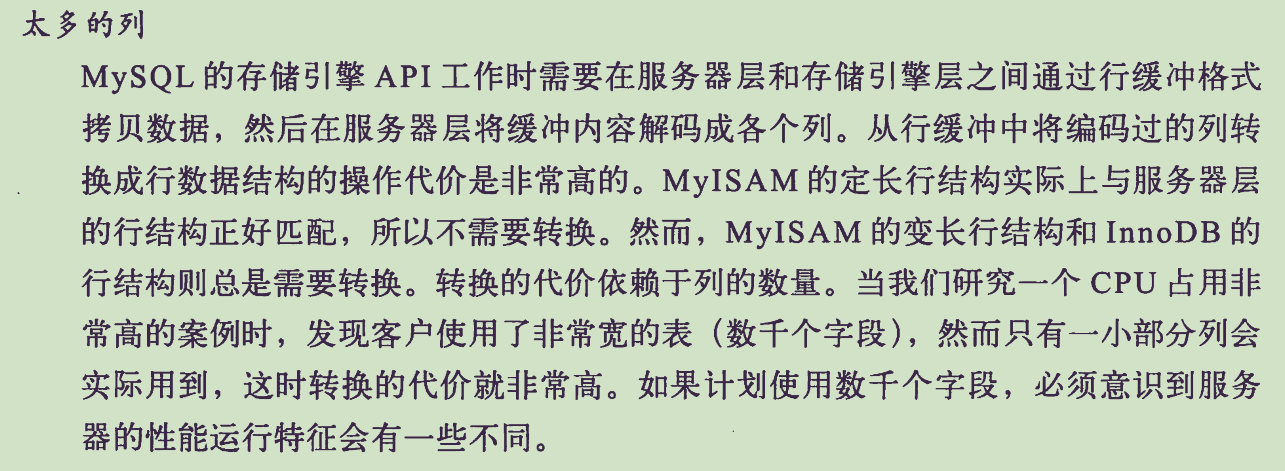 太多的列
MySQL 的存储引擎 API 工作时需要在服务器层和存储引擎层之间通过行缓冲格式
拷贝数据，然后在服务器层将缓冲内容解码成各个列。从行缓冲中将编码过的列转
换成行数据结构的操作代价是非常高的。MyISAM 的定长行结构实际上与服务器层
的行结构正好匹配，所以不需要转换。然而，MyISAM 的变长行结构和 InnoDB 的
行结构则总是需要转换。转换的代价依赖于列的数量。当我们研究一个 CPU 占用非
常高的案例时，发现客户使用了非常宽的表（数千个字段），然而只有一小部分列会
实际用到，这时转换的代价就非常高。如果计划使用数千个字段，必须意识到服务
器的性能运行特征会有一些不同。